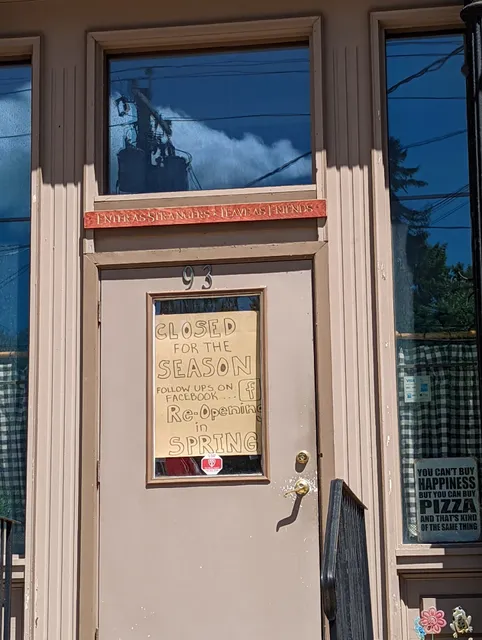 ENTER AS STRANGERS - LEAVE AS FRIENDS
93
CLOSED
FOR THE
SEASON
FOLLOW UPS ON
FACEBOOK... f
Re-Opening
in
SPRING
YOU CAN'T BUY
HAPPINESS
BUT YOU CAN BUY
PIZZA
AND THAT'S KIND
OF THE SAME THING